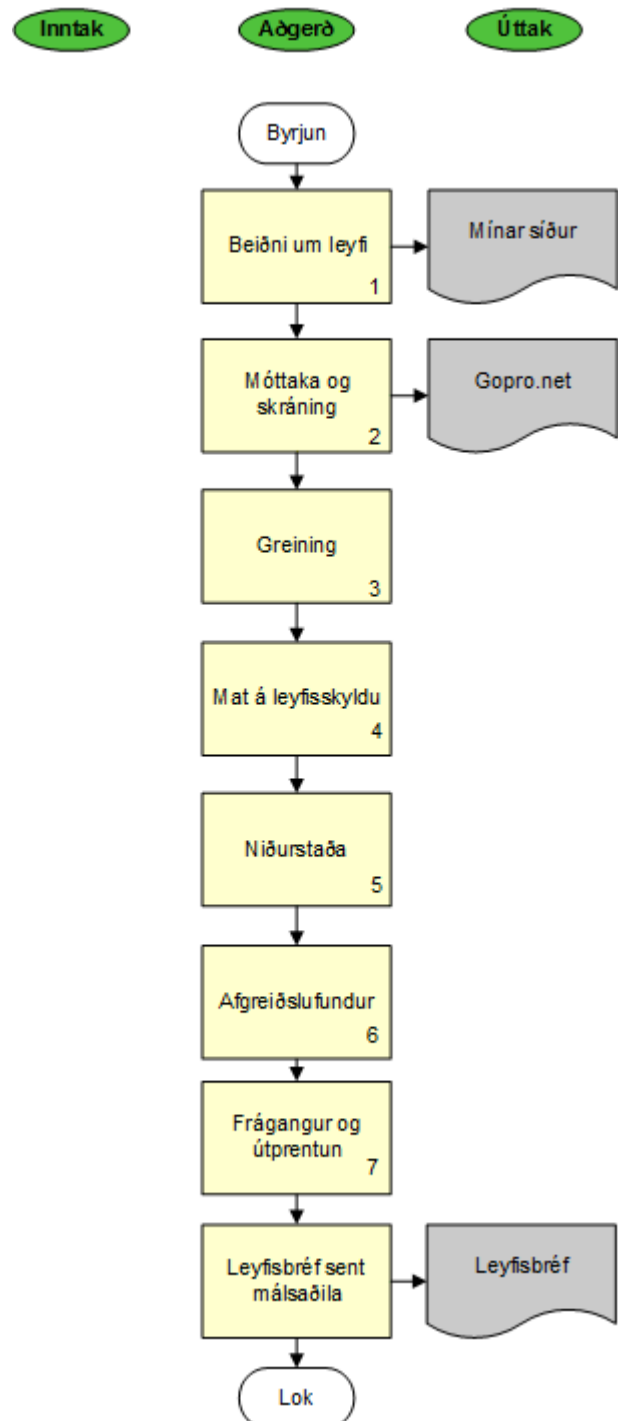 Inntak
Aðgerð
Úttak
Byrjun
Beiðni um leyfi
1
Mínar síður
Móttaka og
skráning
2
Gopro.net
Greining
3
Mat á leyfisskyldu
4
Niðurstaða
5
Afgreiðslufundur
6
Frágangur og
útprentun
7
Leyfisbréf sent
málsaðila
Leyfisbréf
Lok